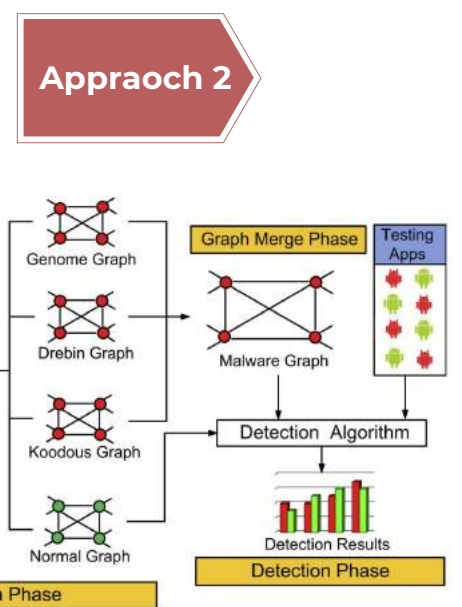 Appraoch 2
Genome Graph
Drebin Graph
Koodous Graph
Normal Graph
Phase
Graph Merge Phase
Malware Graph
Testing
Apps
Detection Algorithm
Detection Results
Detection Phase